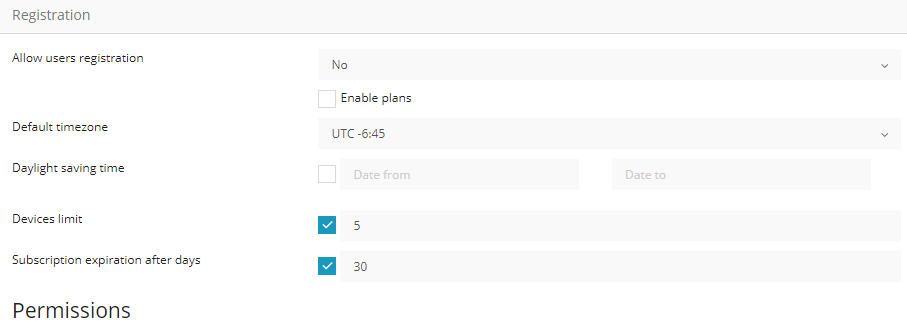 Registration
Allow users registration
No
Enable plans
Default timezone
UTC -6:45
Daylight saving time
Date from
Date to
Devices limit
5
Subscription expiration after days
30
Permissions